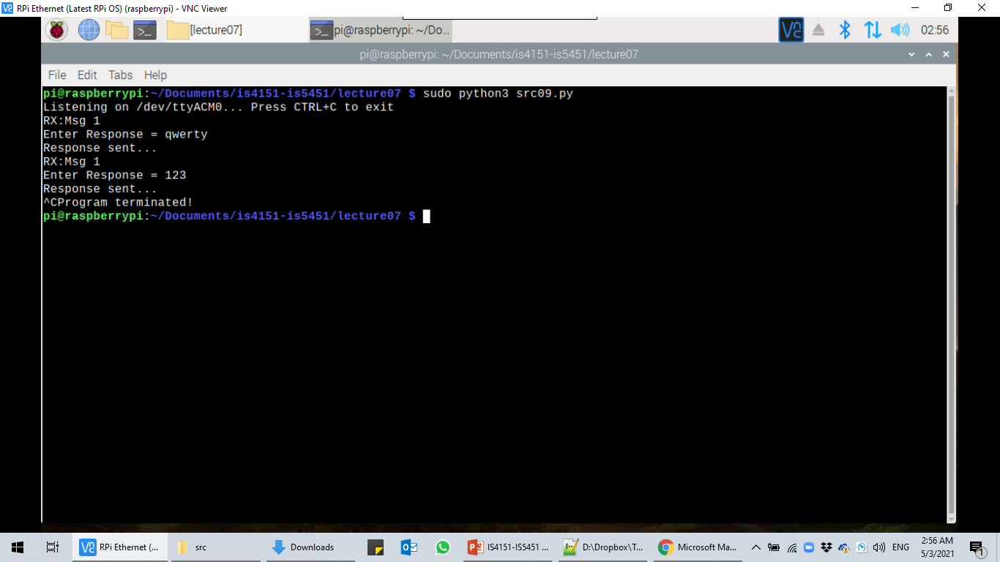 RPi Ethernet (Latest RPi OS) (raspberrypi) - VNC Viewer
[lecture07]
pi@raspberrypi: ~/Do...
02:56
pi@raspberrypi: ~/Documents/is4151-is5451/lecture07
File Edit Tabs Help
pi@raspberrypi:~/Documents/is4151-is5451/lecture07 $ sudo python3 src09.py
Listening on /dev/ttyACM0... Press CTRL+C to exit
RX:Msg 1
Enter Response = qwerty
Response sent...
RX:Msg 1
Enter Response = 123
Response sent...
^CProgram terminated!
pi@raspberrypi:~/Documents/is4151-is5451/lecture07 $
RPi Ethernet (...
src
Downloads
IS4151-IS5451 ...
D:\Dropbox\T...
Microsoft Ma...
ENG
2:56 AM
5/3/2021
1